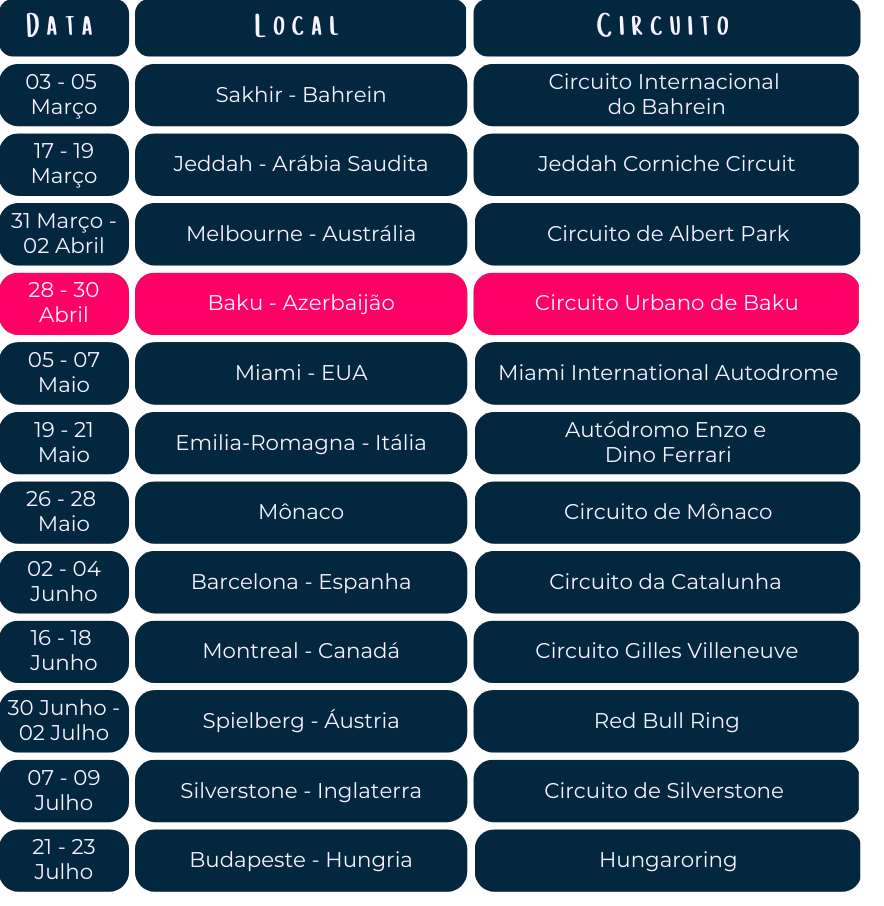 DATA LOCAL CIRCUITO
03 - 05
Março
Sakhir - Bahrein
Circuito Internacional
do Bahrein
17 - 19
Março
Jeddah - Arábia Saudita
Jeddah Corniche Circuit
31 Março -
02 Abril
Melbourne - Austrália
Circuito de Albert Park
28 - 30
Abril
Baku - Azerbaijão
Circuito Urbano de Baku
05 - 07
Maio
Miami - EUA
Miami International Autodrome
19 - 21
Maio
Emilia-Romagna - Itália
Autódromo Enzo e
Dino Ferrari
26 - 28
Maio
Mônaco
Circuito de Mônaco
02 - 04
Junho
Barcelona - Espanha
Circuito da Catalunha
16 - 18
Junho
Montreal - Canadá
Circuito Gilles Villeneuve
30 Junho -
02 Julho
Spielberg - Áustria
Red Bull Ring
07 - 09
Julho
Silverstone - Inglaterra
Circuito de Silverstone
21 - 23
Julho
Budapeste - Hungria
Hungaroring